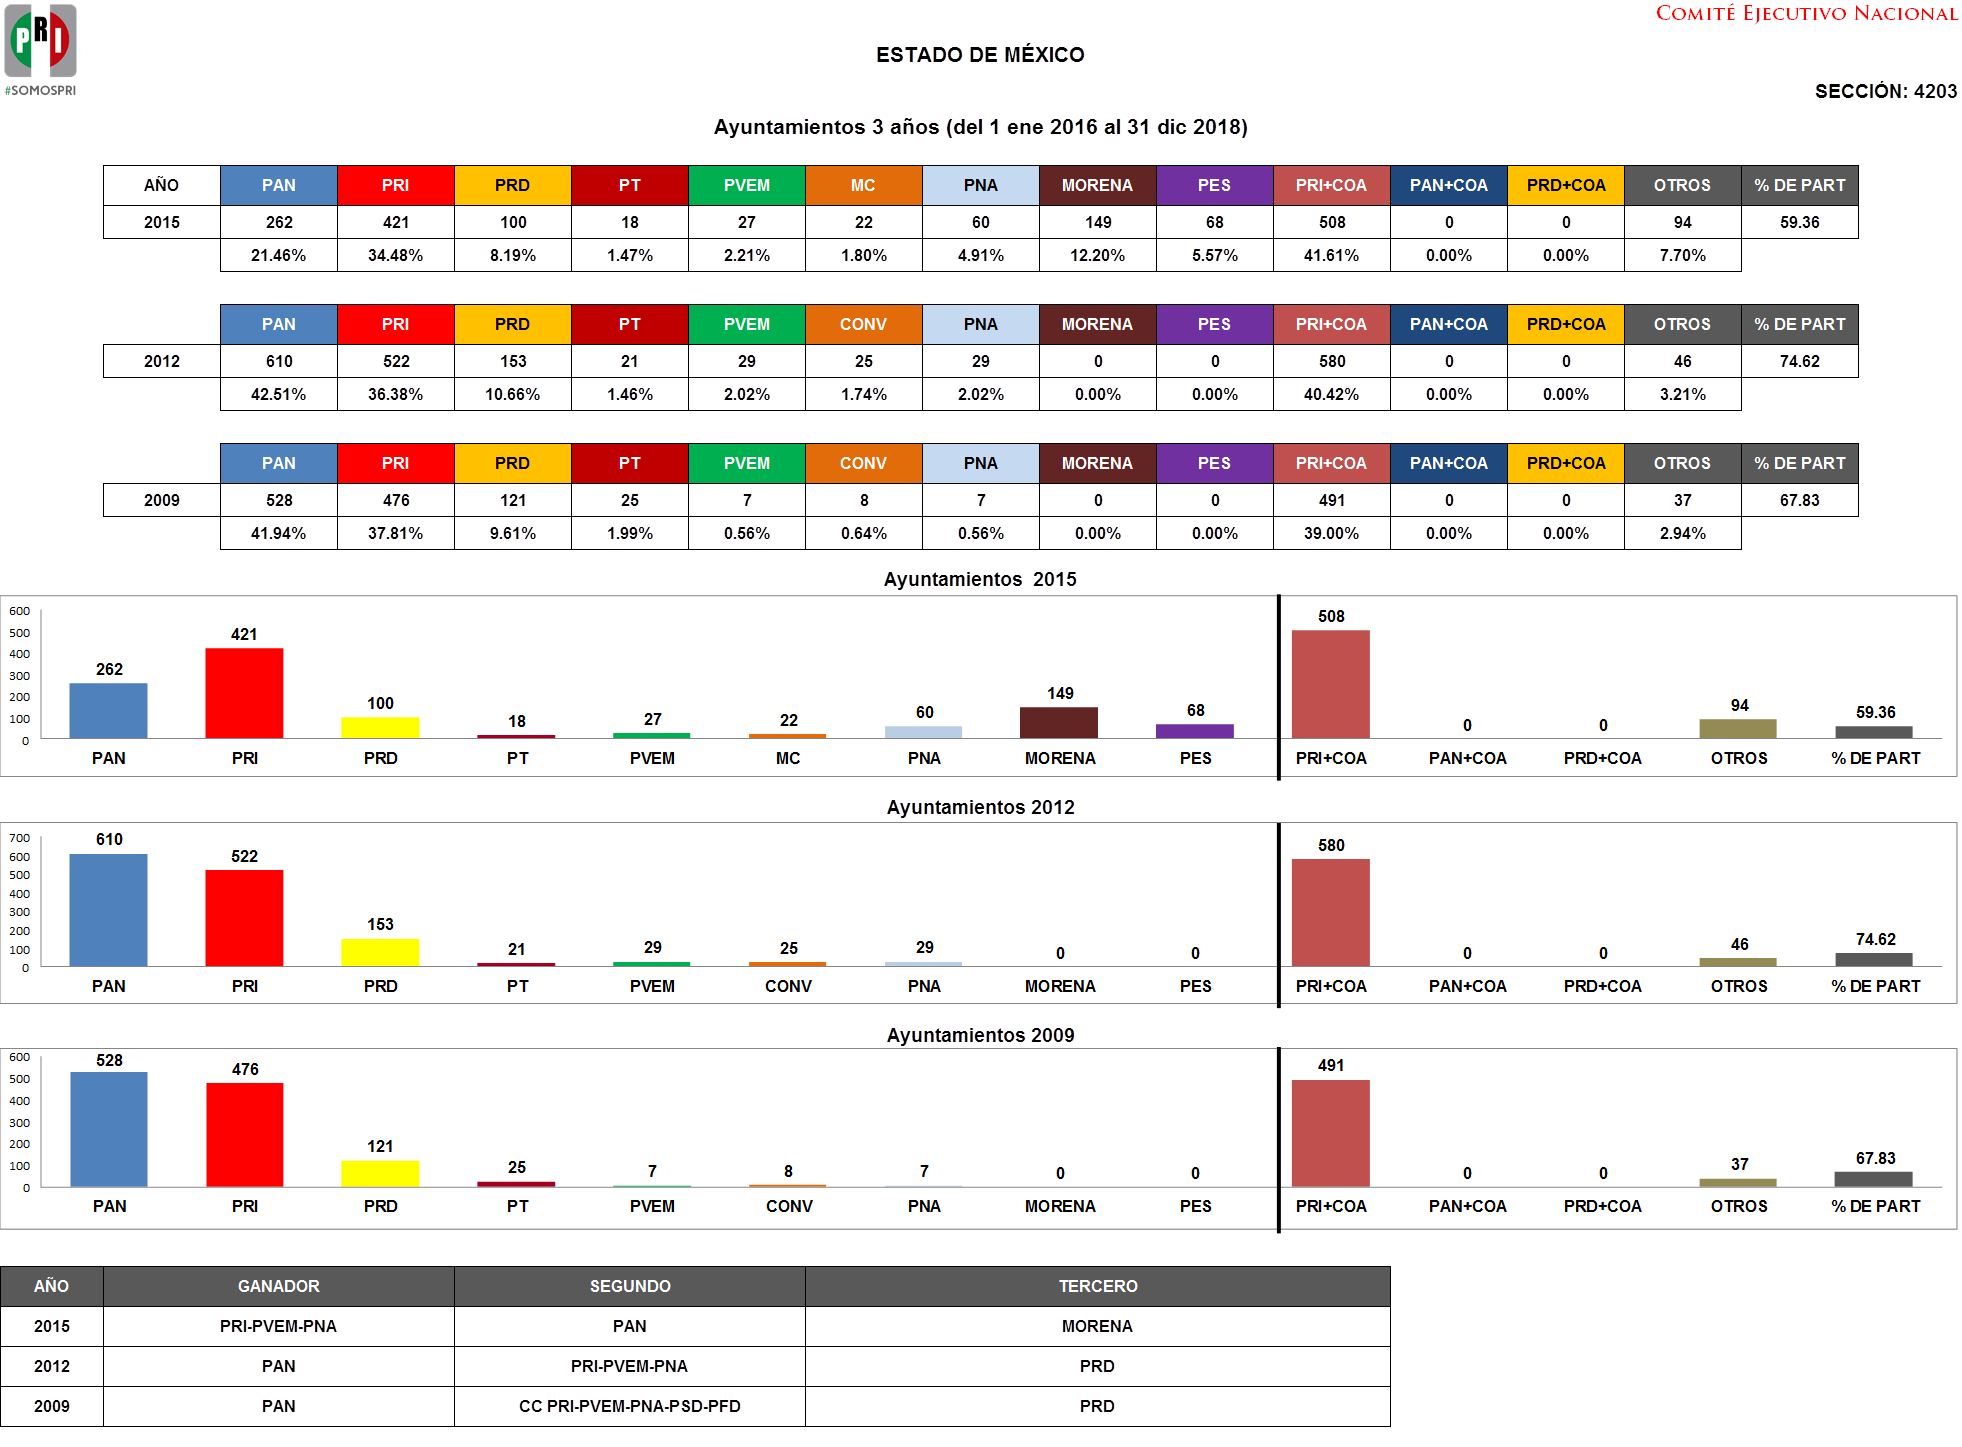 PRI
#SOMOSPRI
COMITÉ EJECUTIVO NACIONAL
ESTADO DE MÉXICO
SECCIÓN: 4203
Ayuntamientos 3 años (del 1 ene 2016 al 31 dic 2018)
AÑO PAN PRI PRD PT PVEM MC PNA MORENA PES PRI+COA PAN+COA PRD+COA OTROS % DE PART
2015 262 421 100 18 27 22 60 149 68 508 0 0 94 59.36
21.46% 34.48% 8.19% 1.47% 2.21% 1.80% 4.91% 12.20% 5.57% 41.61% 0.00% 0.00% 7.70%
PAN PRI PRD PT PVEM CONV PNA MORENA PES PRI+COA PAN+COA PRD+COA OTROS % DE PART
2012 610 522 153 21 29 25 29 0 0 580 0 0 46 74.62
42.51% 36.38% 10.66% 1.46% 2.02% 1.74% 2.02% 0.00% 0.00% 40.42% 0.00% 0.00% 3.21%
PAN PRI PRD PT PVEM CONV PNA MORENA PES PRI+COA PAN+COA PRD+COA OTROS % DE PART
2009 528 476 121 25 7 8 7 0 0 491 0 0 37 67.83
41.94% 37.81% 9.61% 1.99% 0.56% 0.64% 0.56% 0.00% 0.00% 39.00% 0.00% 0.00% 2.94%
Ayuntamientos 2015
600
500
400
300
200
100
0
262 421 100 18 27 22 60 149 68 508 0 0 94 59.36
PAN PRI PRD PT PVEM MC PNA MORENA PES PRI+COA PAN+COA PRD+COA OTROS % DE PART
Ayuntamientos 2012
700
600
500
400
300
200
100
0
610 522 153 21 29 25 29 0 0 580 0 0 46 74.62
PAN PRI PRD PT PVEM CONV PNA MORENA PES PRI+COA PAN+COA PRD+COA OTROS % DE PART
Ayuntamientos 2009
600
500
400
300
200
100
0
528 476 121 25 7 8 7 0 0 491 0 0 37 67.83
PAN PRI PRD PT PVEM CONV PNA MORENA PES PRI+COA PAN+COA PRD+COA OTROS % DE PART
AÑO GANADOR SEGUNDO TERCERO
2015 PRI-PVEM-PNA PAN MORENA
2012 PAN PRI-PVEM-PNA PRD
2009 PAN CC PRI-PVEM-PNA-PSD-PFD PRD